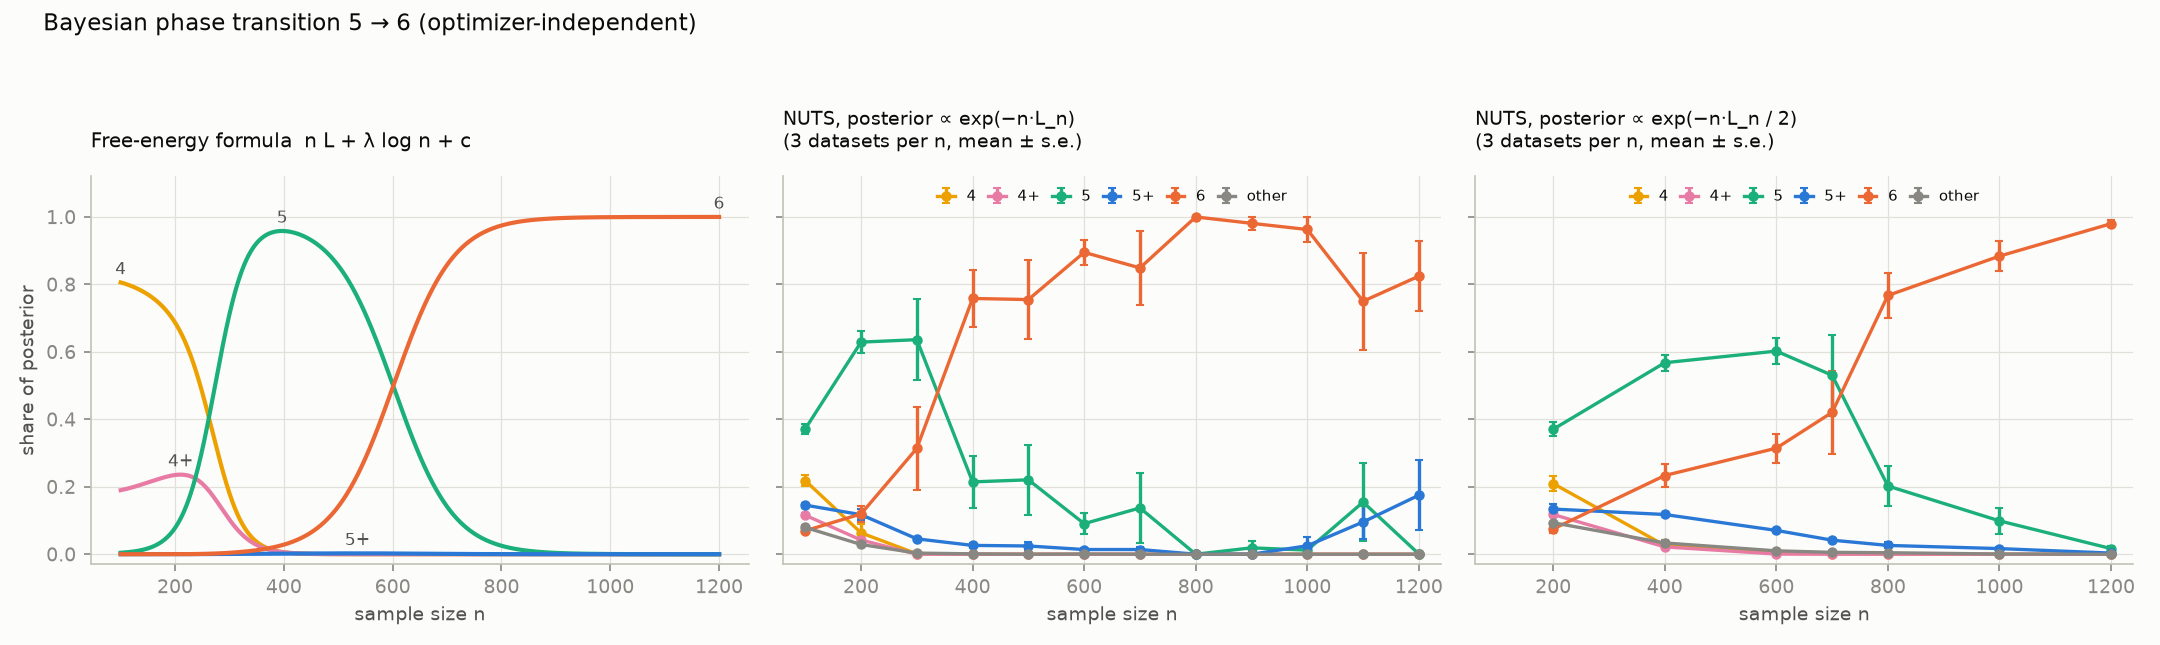 Bayesian phase transition 5 → 6 (optimizer-independent)
Free-energy formula  n L + λ log n + c
share of posterior
1.0
0.8
0.6
0.4
0.2
0.0
4
4+
5
5+
6
200
400
600
800
1000
1200
sample size n
NUTS, posterior ∝ exp(−n·L_n)
(3 datasets per n, mean ± s.e.)
4 4+ 5 5+ 6 other
200
400
600
800
1000
1200
sample size n
NUTS, posterior ∝ exp(−n·L_n / 2)
(3 datasets per n, mean ± s.e.)
4 4+ 5 5+ 6 other
200
400
600
800
1000
1200
sample size n